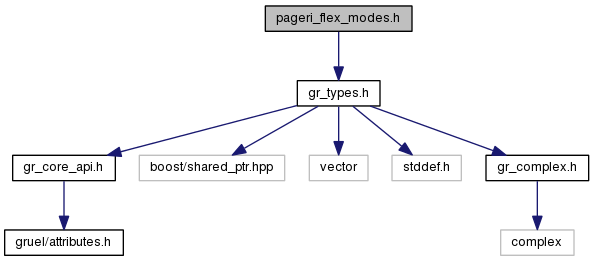 pageri_flex_modes.h
gr_types.h
gr_core_api.h
boost/shared_ptr.hpp
vector
stddef.h
gr_complex.h
gruel/attributes.h
complex